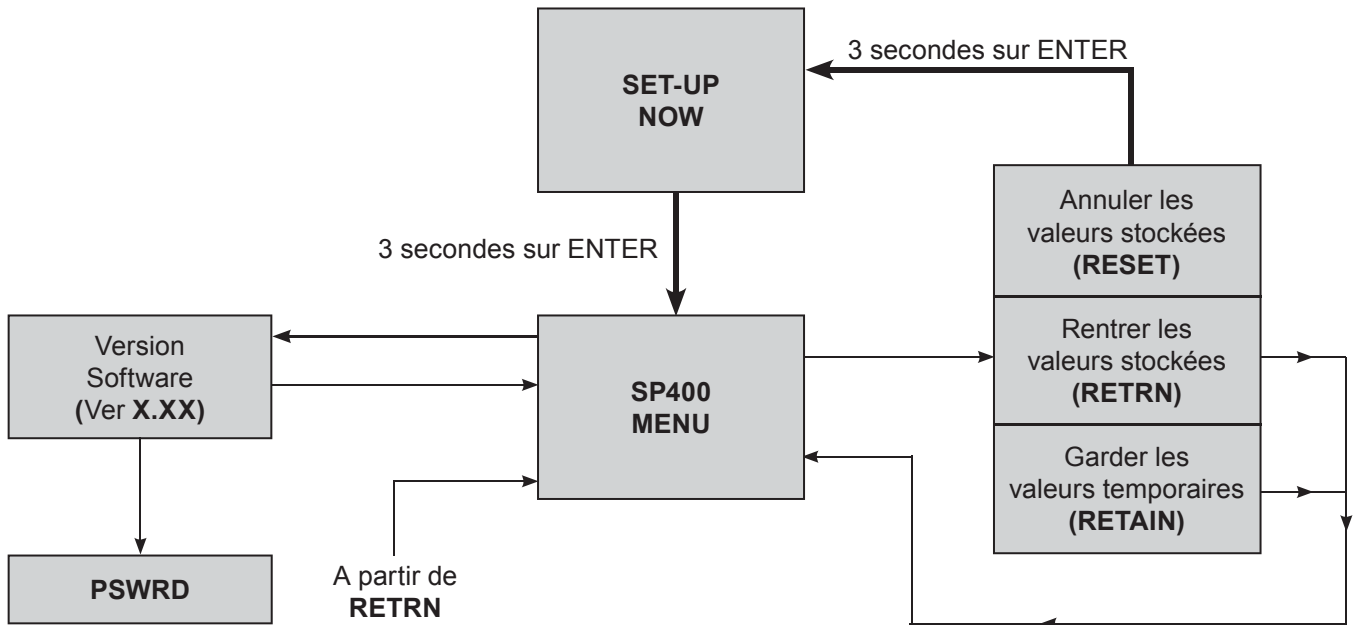 3 secondes sur ENTER
SET-UP
NOW
Annuler les
valeurs stockées
(RESET)
3 secondes sur ENTER
Version
Software
(Ver X.XX)
SP400
MENU
Rentrer les
valeurs stockées
(RETRN)
Garder les
valeurs temporaires
(RETAIN)
PSWRD
A partir de
RETRN